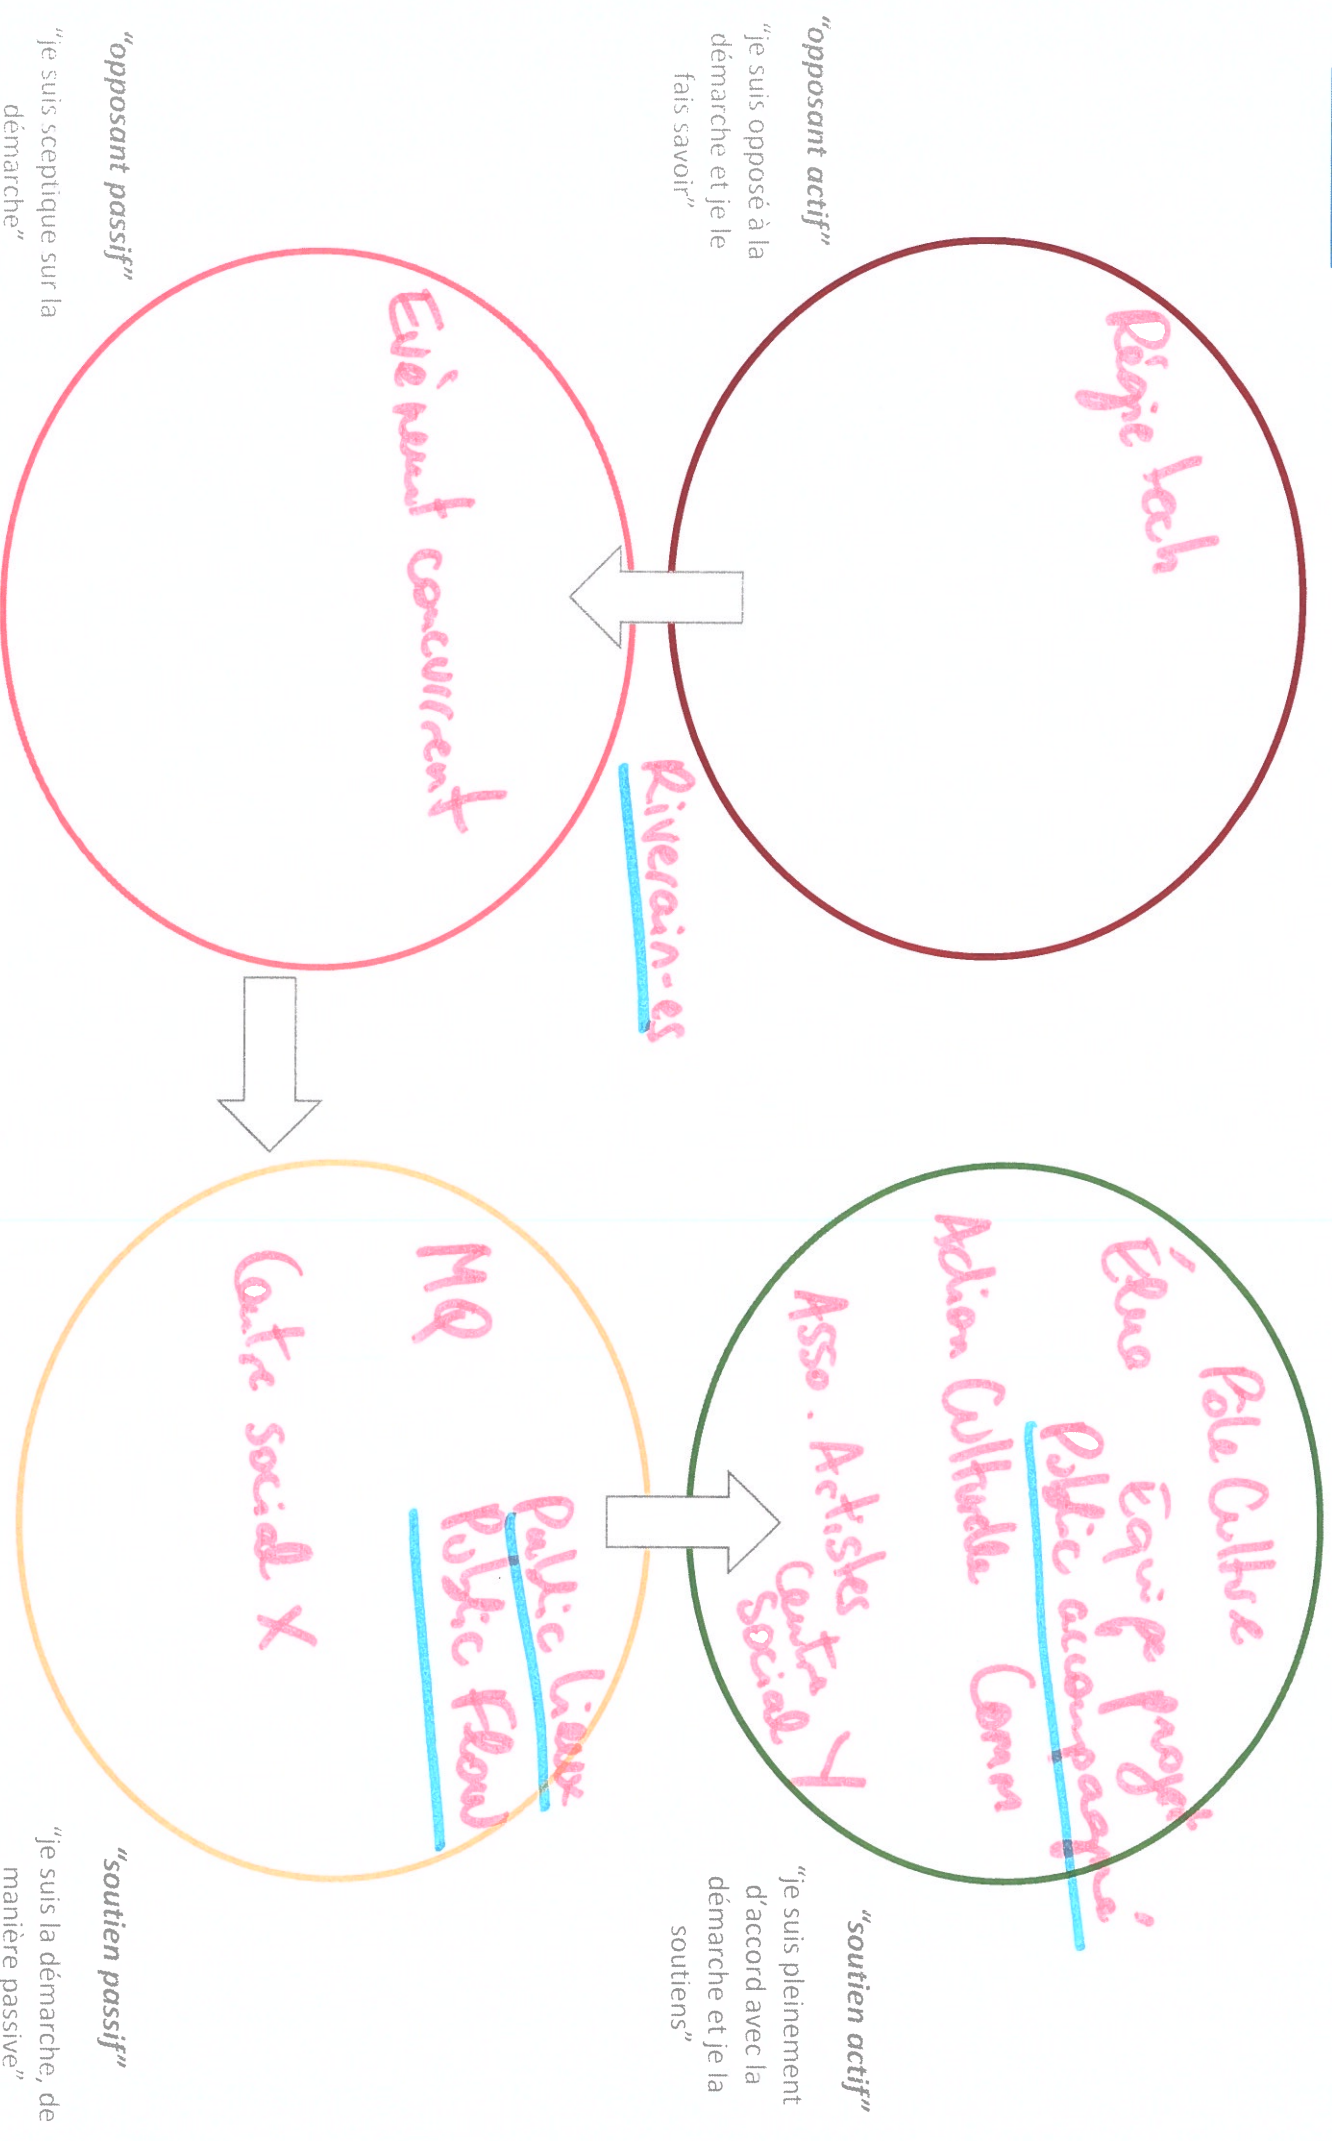 "opposant actif"
"je suis opposé à la
démarche et je le
fais savoir"
Régie tech
Riverain-es
"opposant passif"
"je suis sceptique sur la
démarche"
Evènement concurrent
"soutien actif"
"je suis pleinement
d'accord avec la
démarche et je la
soutiens"
Pôle Culture
Élue
Equipe projet
Public accompagné
Action Culturelle
Comm
Asso. Artistes
Centre
social Y
"soutien passif"
"je suis la démarche, de
manière passive"
MQ
Public Lieux
Public Flow
Centre social X